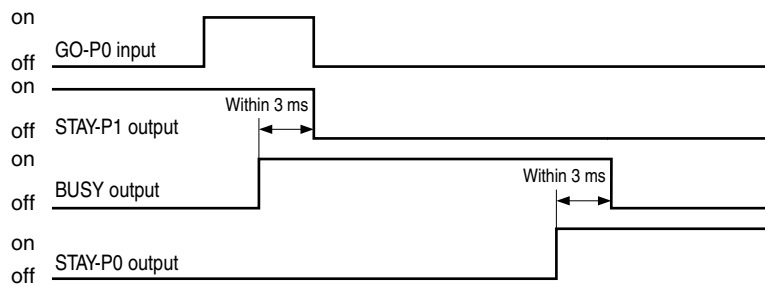 on
off GO-P0 input
on
Within 3 ms
off STAY-P1 output
on
Within 3 ms
off BUSY output
on
off STAY-P0 output